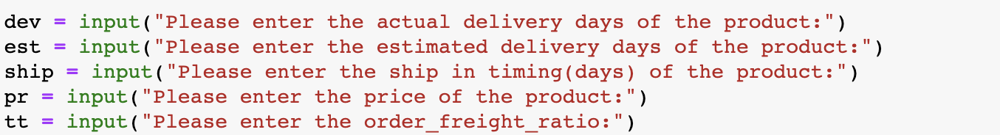 dev = input("Please enter the actual delivery days of the product:")
est = input("Please enter the estimated delivery days of the product:")
ship = input("Please enter the ship in timing(days) of the product:")
pr = input("Please enter the price of the product:")
tt = input("Please enter the order_freight_ratio:")